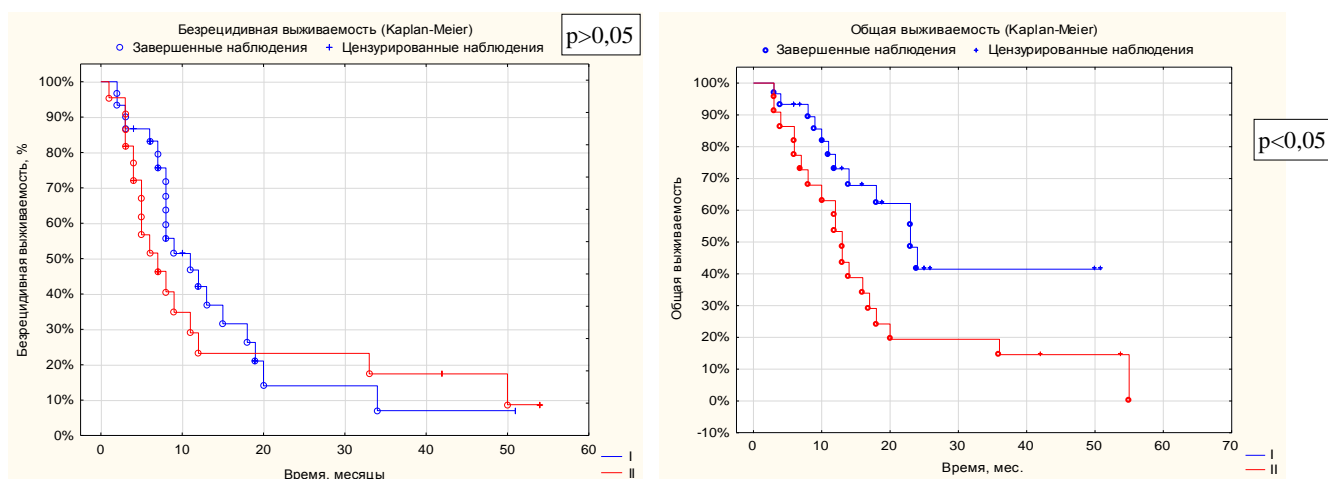 Безрецидивная выживаемость (Kaplan-Meier)
Завершенные наблюдения Цензурированные наблюдения
p>0,05
100%
90%
80%
70%
60%
50%
40%
30%
20%
10%
0%
Безрецидивная выживаемость, %
0 10 20 30 40 50 60
Время, месяцы
I
II
Общая выживаемость (Kaplan-Meier)
Завершенные наблюдения Цензурированные наблюдения
p<0,05
100%
90%
80%
70%
60%
50%
40%
30%
20%
10%
0%
-10%
Общая выживаемость
0 10 20 30 40 50 60 70
Время, мес.
I
II